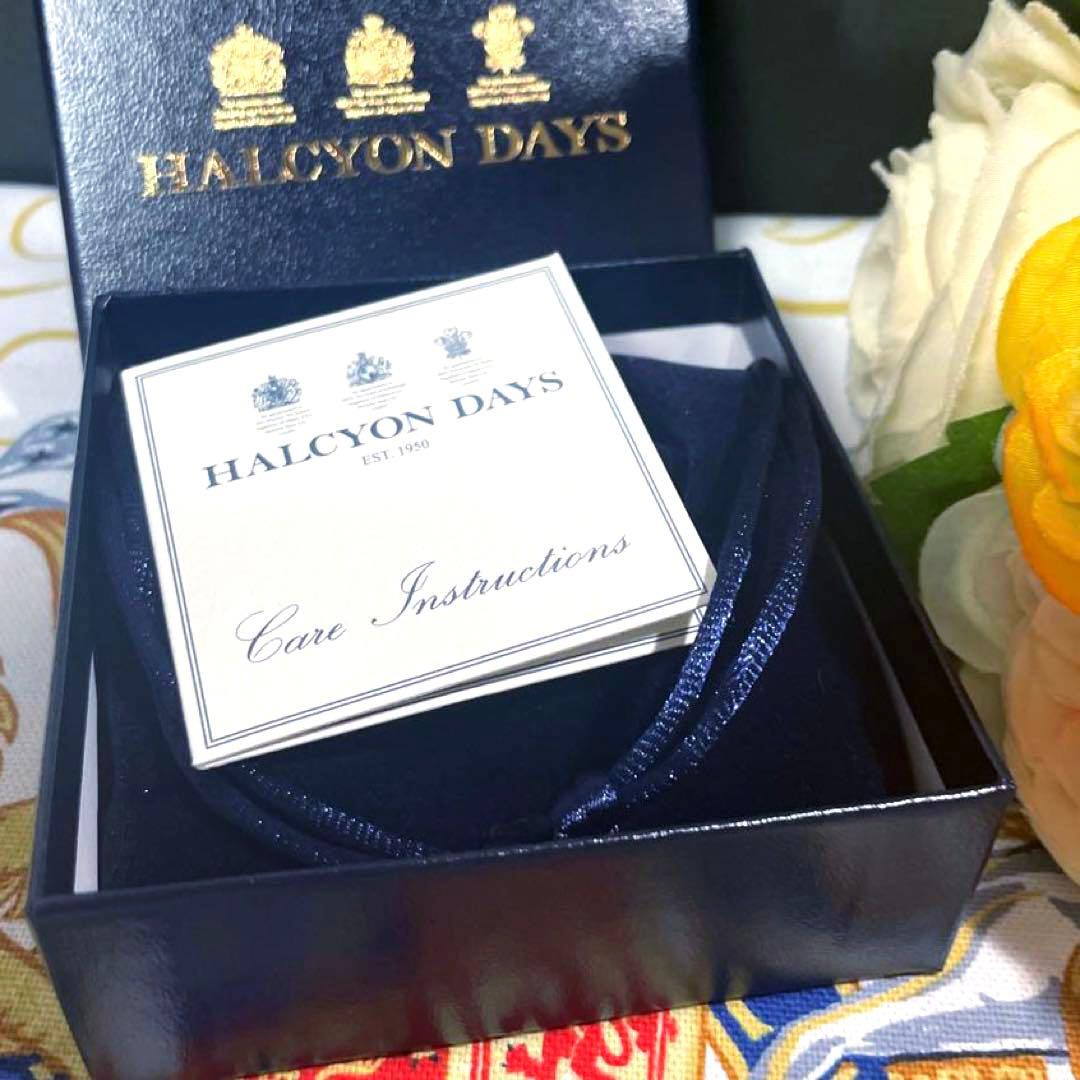 HALCYON DAYS
HALCYON DAYS
EST. 1950
Care Instructions